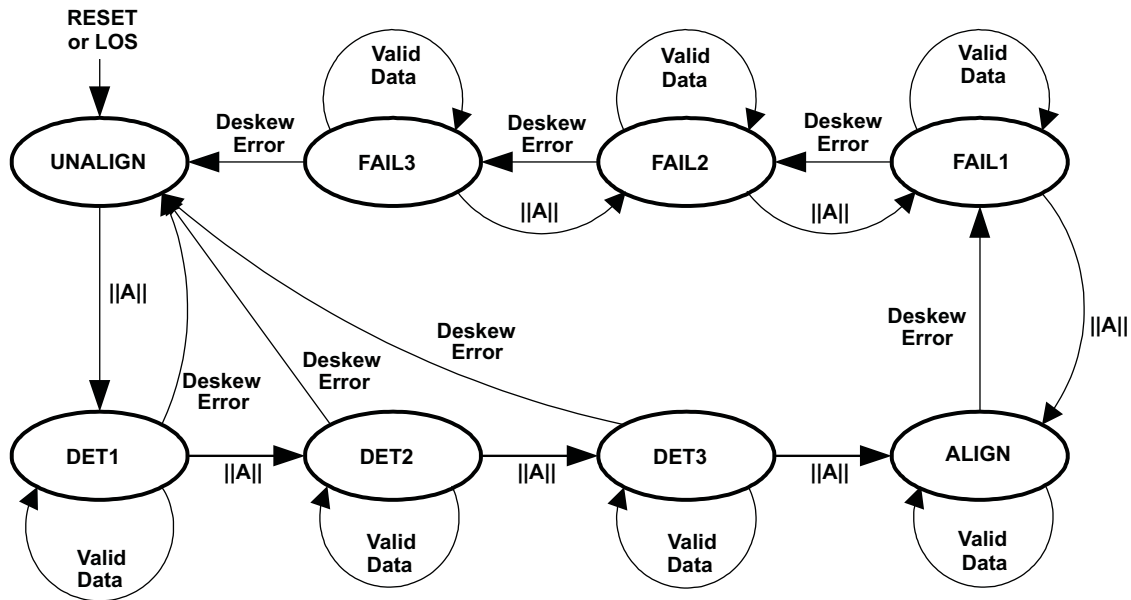 RESET
or LOS
Valid
Data
Valid
Data
Valid
Data
Deskew
Error
Deskew
Error
Deskew
Error
UNALIGN
FAIL3
FAIL2
FAIL1
||A||
||A||
||A||
Deskew
Error
Deskew
Error
||A||
Deskew
Error
Deskew
Error
DET1
DET2
DET3
ALIGN
||A||
||A||
||A||
Valid
Data
Valid
Data
Valid
Data
Valid
Data